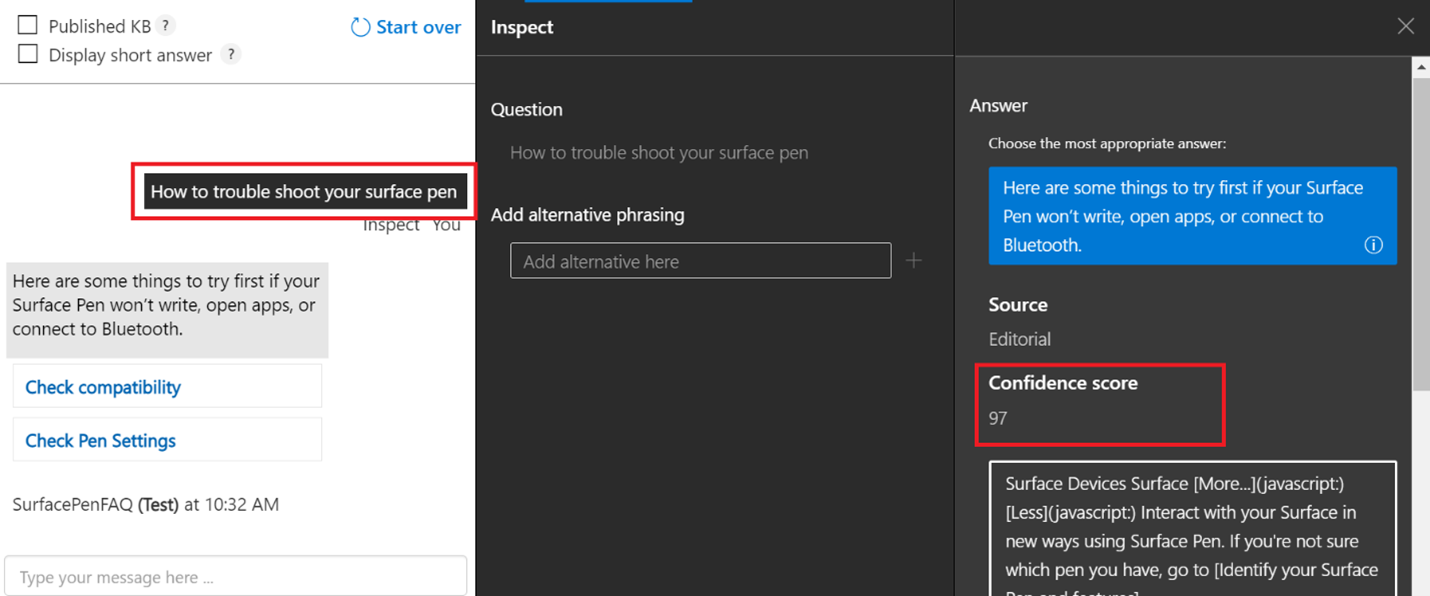 Published KB ?
Display short answer ?
Start over
How to trouble shoot your surface pen
Inspect You
Here are some things to try first if your
Surface Pen won’t write, open apps, or
connect to Bluetooth.
Check compatibility
Check Pen Settings
SurfacePenFAQ (Test) at 10:32 AM
Type your message here ...
Inspect
Question
How to trouble shoot your surface pen
Add alternative phrasing
Add alternative here
Answer
Choose the most appropriate answer:
Here are some things to try first if your Surface
Pen won’t write, open apps, or connect to
Bluetooth.
Source
Editorial
Confidence score
97
Surface Devices Surface [More...](javascript:)
[Less](javascript:) Interact with your Surface in
new ways using Surface Pen. If you're not sure
which pen you have, go to [Identify your Surface
Pen and features]